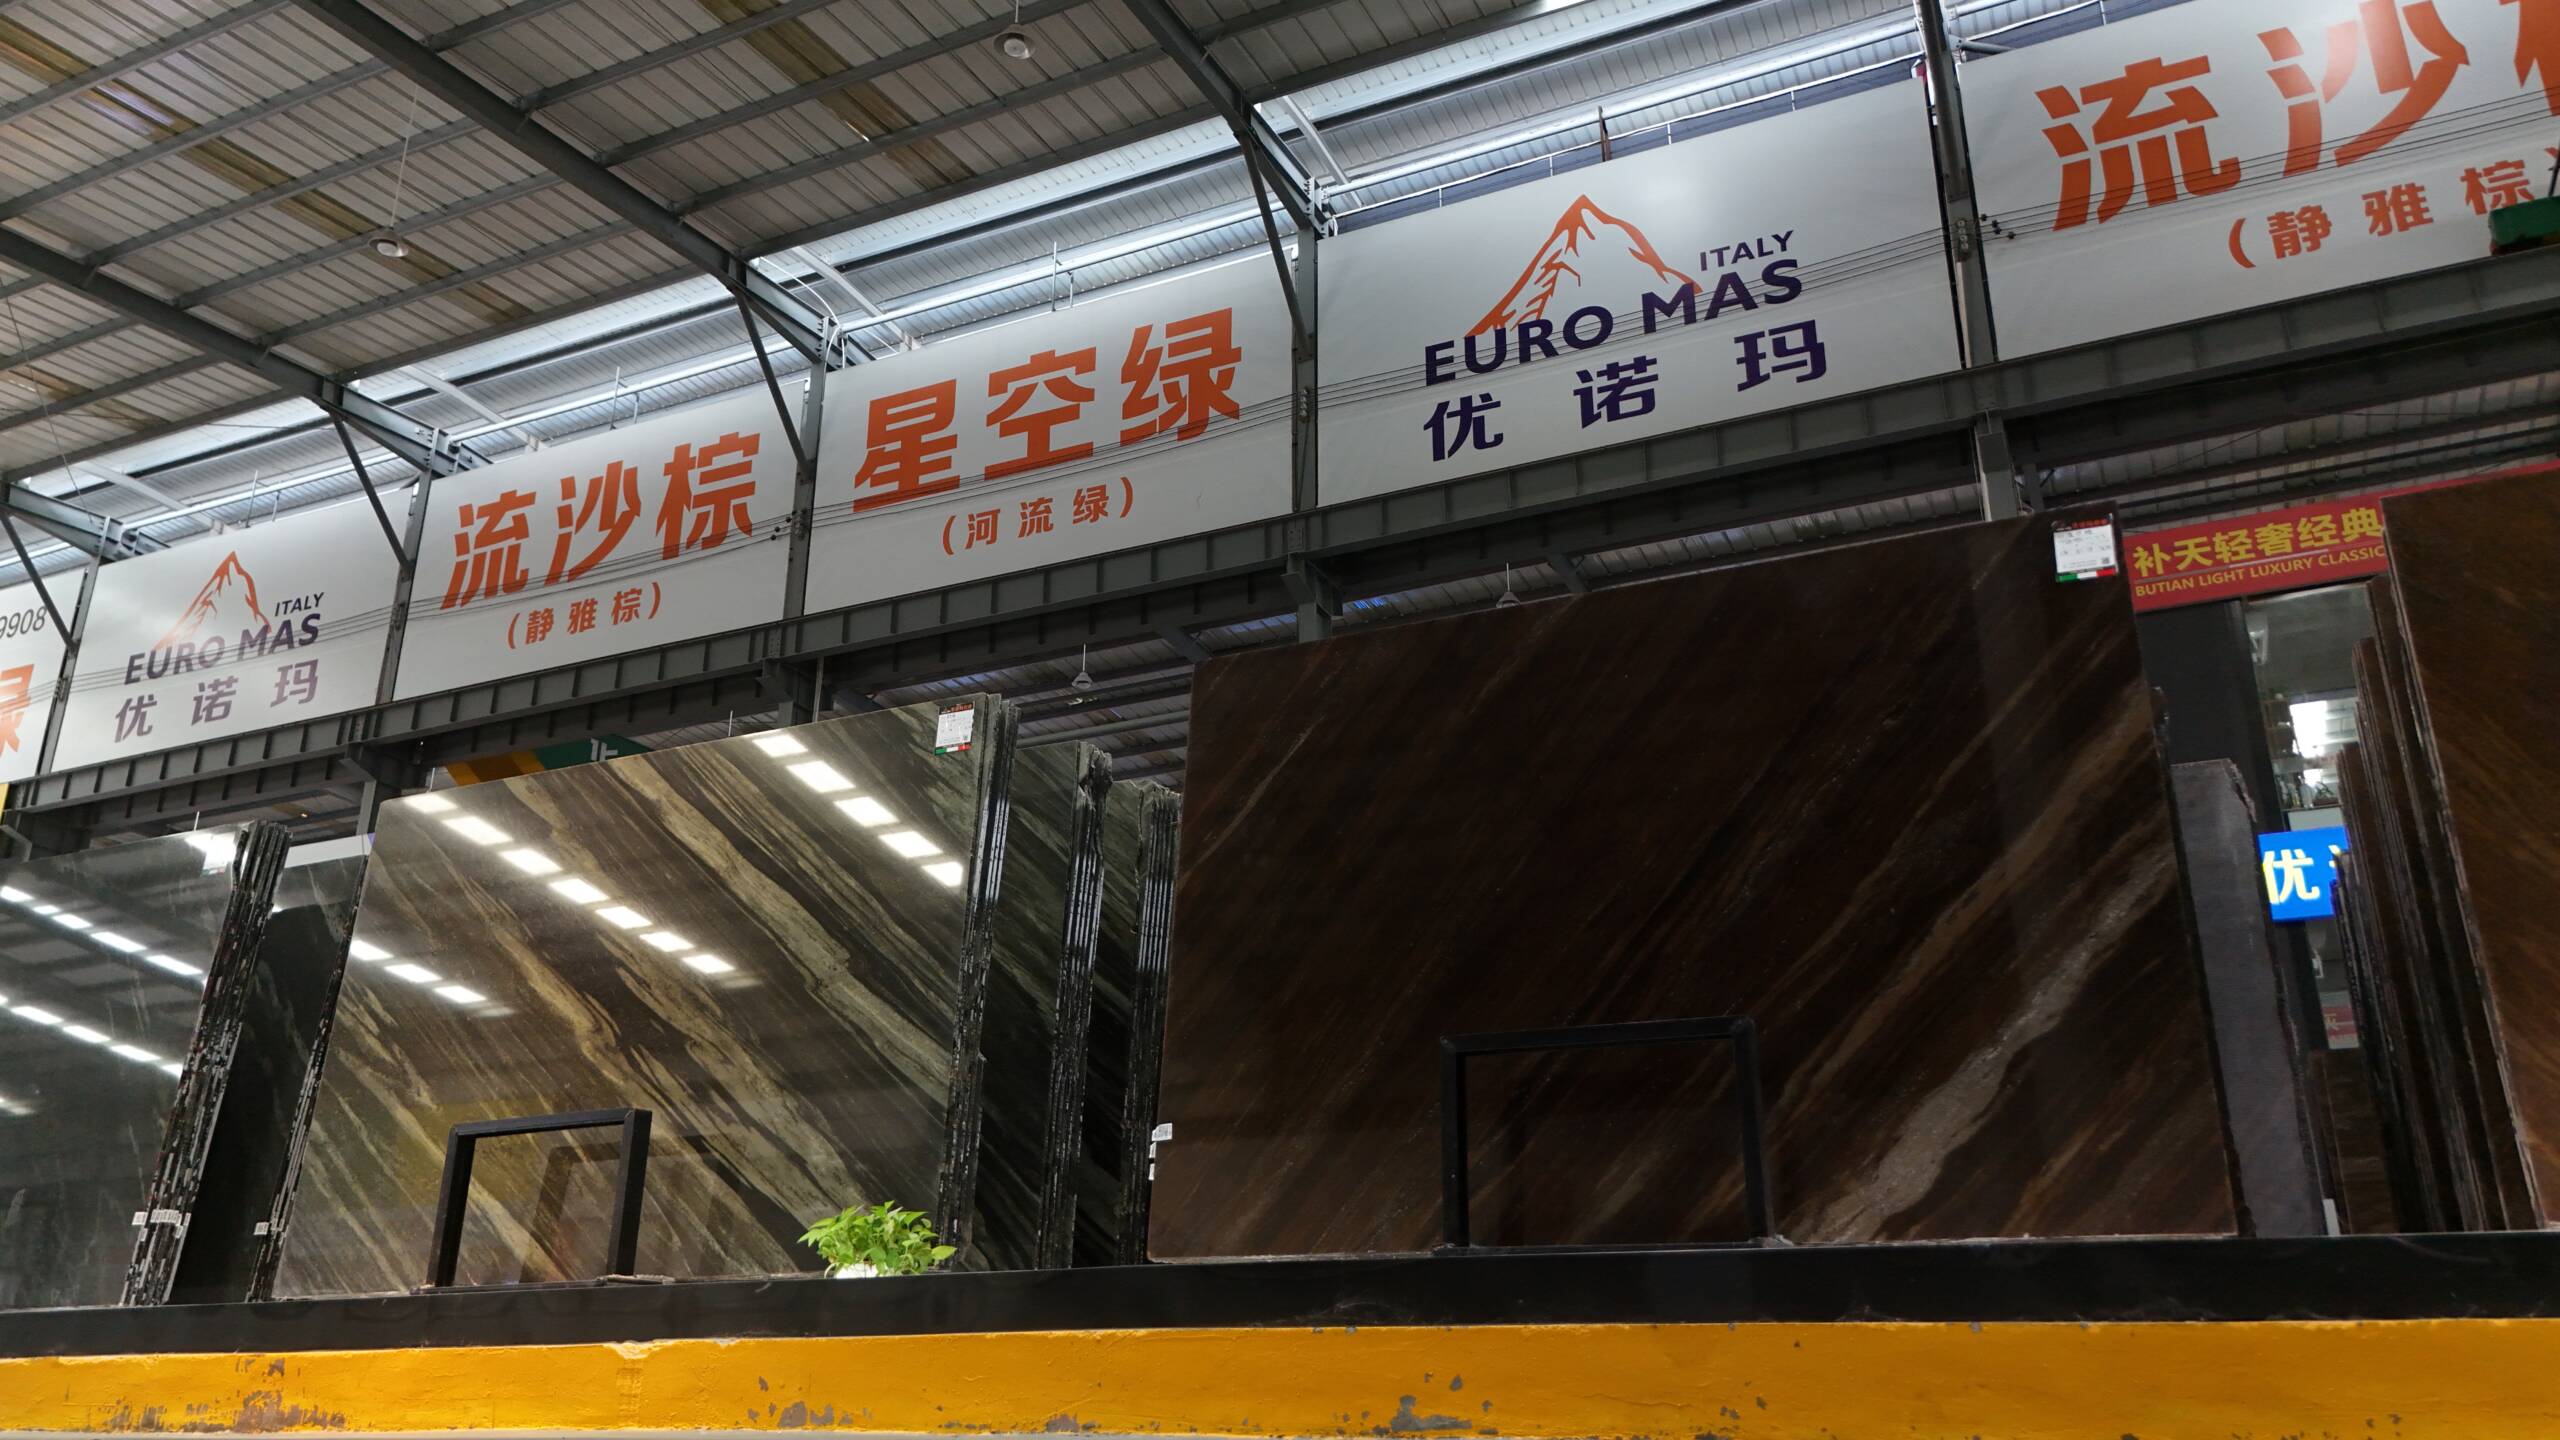 9908
绿
ITALY
EURO MAS
优诺玛
流沙棕
(静雅棕)
星空绿
(河流绿)
ITALY
EURO MAS
优诺玛
流沙
(静雅棕)
补天轻奢经典
BUTIAN LIGHT LUXURY CLASSIC
优